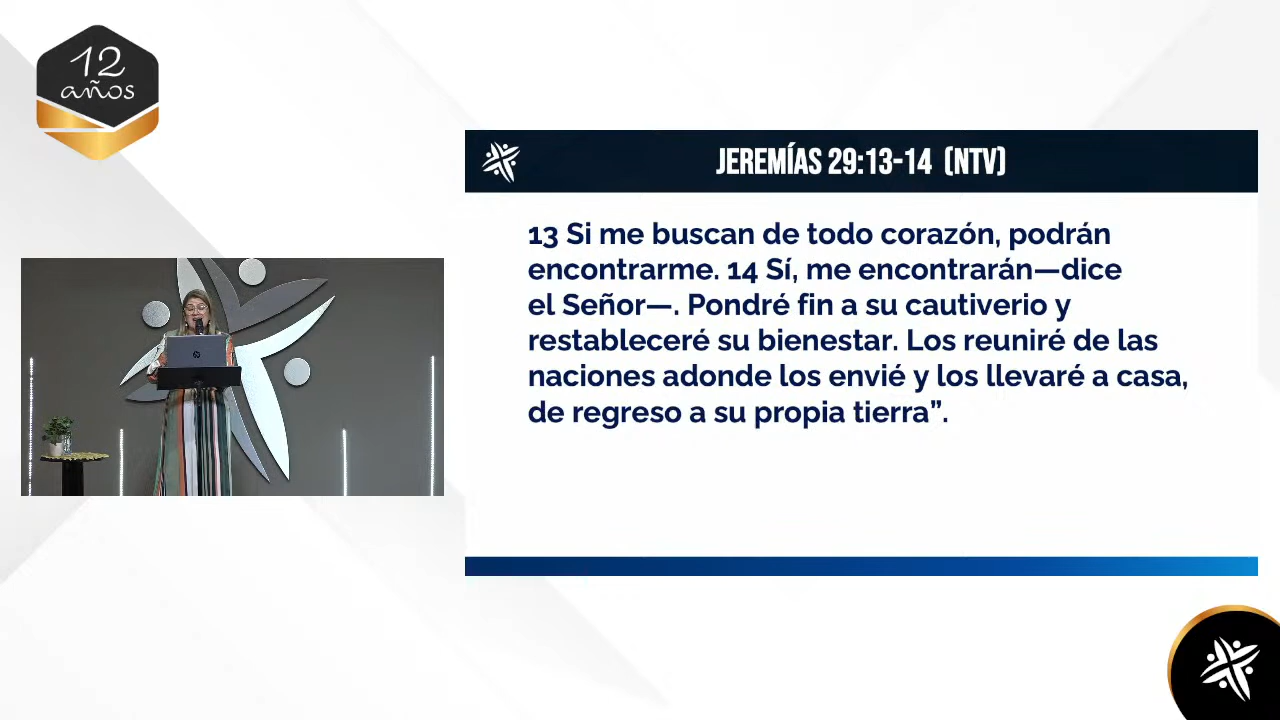 12
años
JEREMÍAS 29:13-14 (NTV)
13 Si me buscan de todo corazón, podrán
encontrarme. 14 Sí, me encontrarán—dice
el Señor—. Pondré fin a su cautiverio y
restableceré su bienestar. Los reuniré de las
naciones adonde los envié y los llevaré a casa,
de regreso a su propia tierra”.